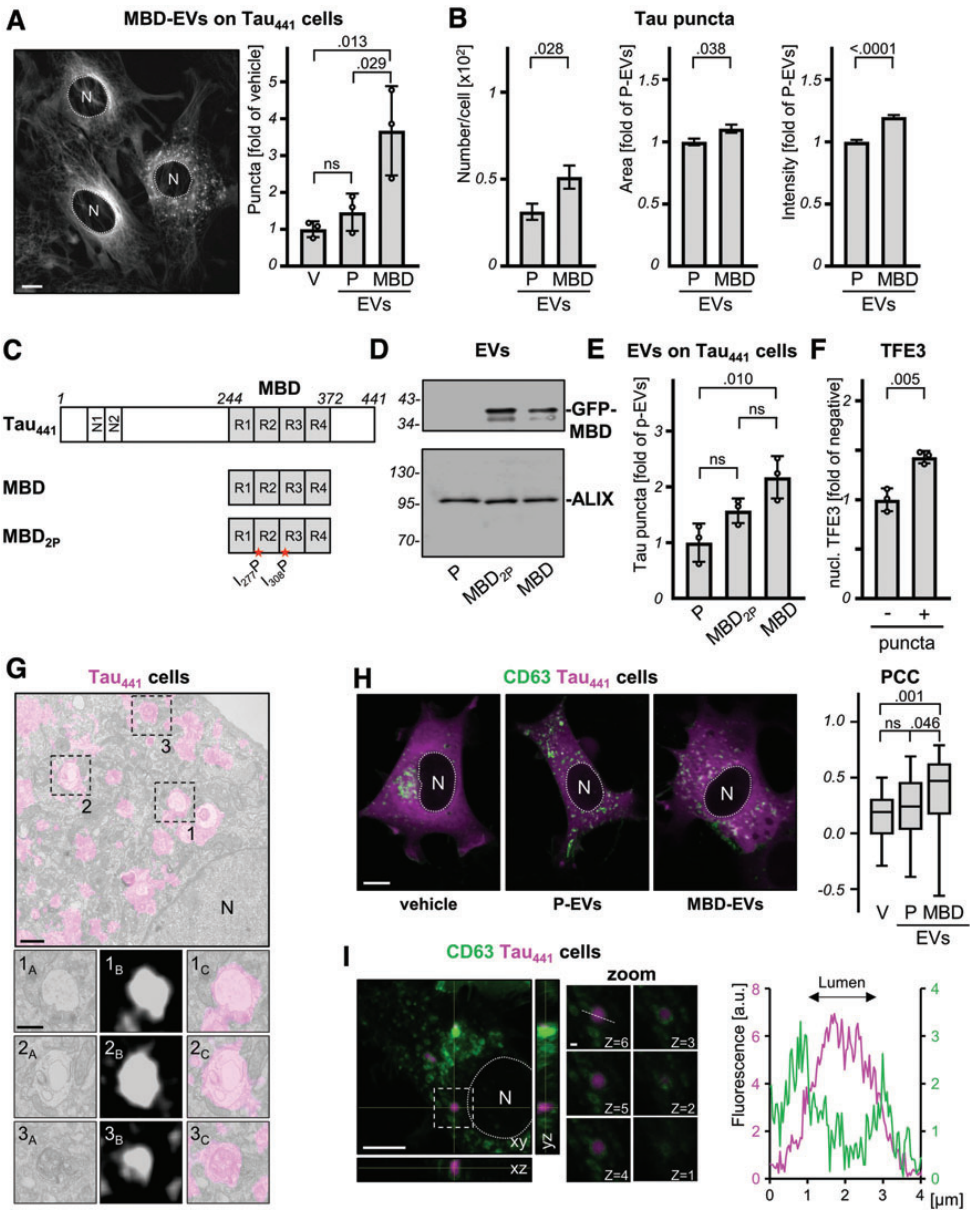 A
MBD-EVs on Tau441 cells
N
N
N
Puncta [fold of vehicle]
5
4
3
2
1
0
.013
.029
ns
V
P
MBD
EVs
B
Tau puncta
Number/cell [x10²]
1
0.5
0
.028
P MBD
EVs
Area [fold of P-EVs]
1.5
1
0.5
0
.038
P MBD
EVs
Intensity [fold of P-EVs]
1.5
1
0.5
0
<.0001
P MBD
EVs
C
MBD
1
244
372
441
Tau441
N1
N2
R1
R2
R3
R4
MBD
R1
R2
R3
R4
MBD2P
R1
R2
R3
R4
I277P
I308P
D
EVs
43-
34-
-GFP-
MBD
130-
95-
70-
-ALIX
P
MBD2P
MBD
E
EVs on Tau441 cells
Tau puncta [fold of p-EVs]
3
2
1
0
.010
ns
ns
P
MBD2P
MBD
F
TFE3
nucl. TFE3 [fold of negative]
2
1
0
.005
- +
puncta
G
Tau441 cells
3
2
1
N
1A
1B
1C
2A
2B
2C
3A
3B
3C
H
CD63 Tau441 cells
N
N
N
vehicle
P-EVs
MBD-EVs
PCC
1.0
0.5
0.0
-0.5
.001
ns
.046
V
P MBD
EVs
I
CD63 Tau441 cells
N
xy
yz
xz
zoom
Z=6
Z=3
Z=5
Z=2
Z=4
Z=1
Fluorescence [a.u.]
Lumen
8
6
4
2
0
4
3
2
1
0
0 1 2 3 4 [µm]